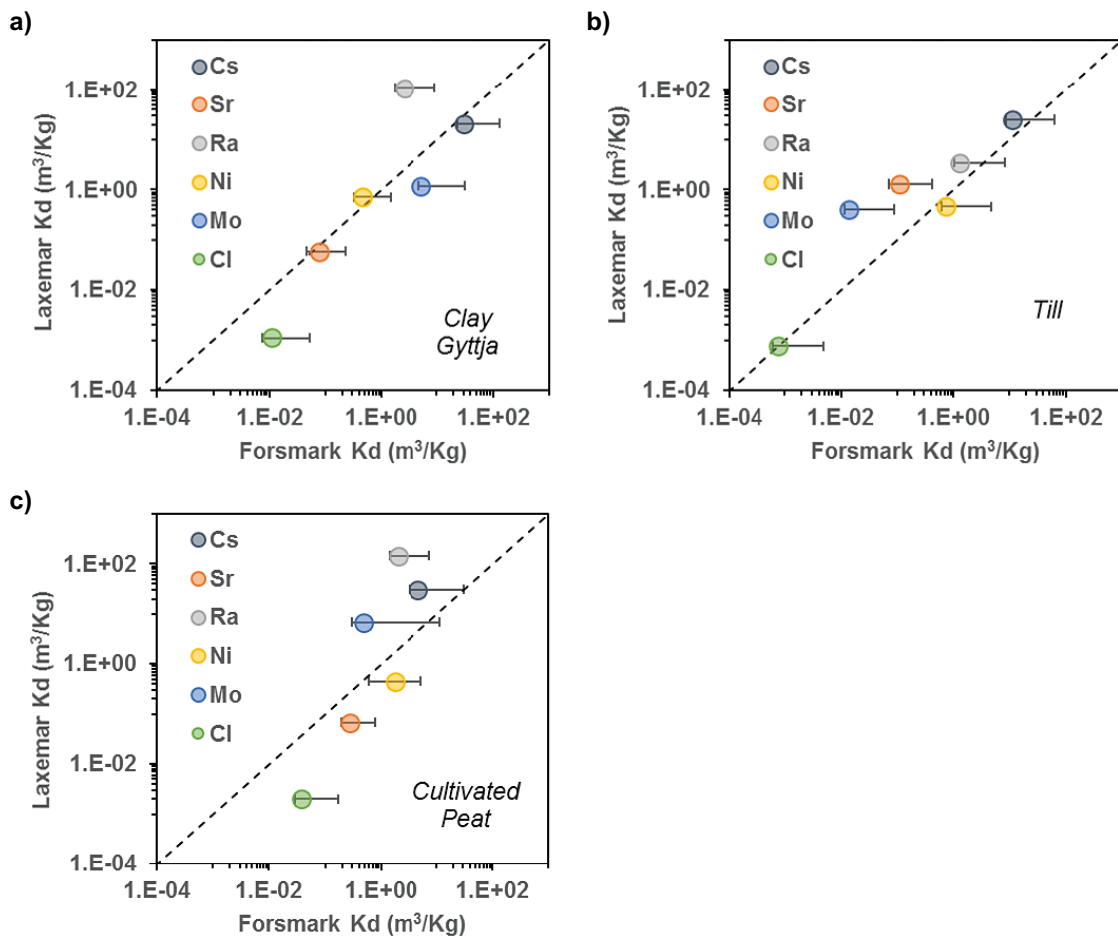 a)
Laxemar Kd (m³/Kg)
1.E+02
1.E+00
1.E-02
1.E-04
Cs
Sr
Ra
Ni
Mo
Cl
Clay
Gyttja
1.E-04
1.E-02
1.E+00
1.E+02
Forsmark Kd (m³/Kg)
b)
Laxemar Kd (m³/Kg)
1.E+02
1.E+00
1.E-02
1.E-04
Cs
Sr
Ra
Ni
Mo
Cl
Till
1.E-04
1.E-02
1.E+00
1.E+02
Forsmark Kd (m³/Kg)
c)
Laxemar Kd (m³/Kg)
1.E+02
1.E+00
1.E-02
1.E-04
Cs
Sr
Ra
Ni
Mo
Cl
Cultivated
Peat
1.E-04
1.E-02
1.E+00
1.E+02
Forsmark Kd (m³/Kg)